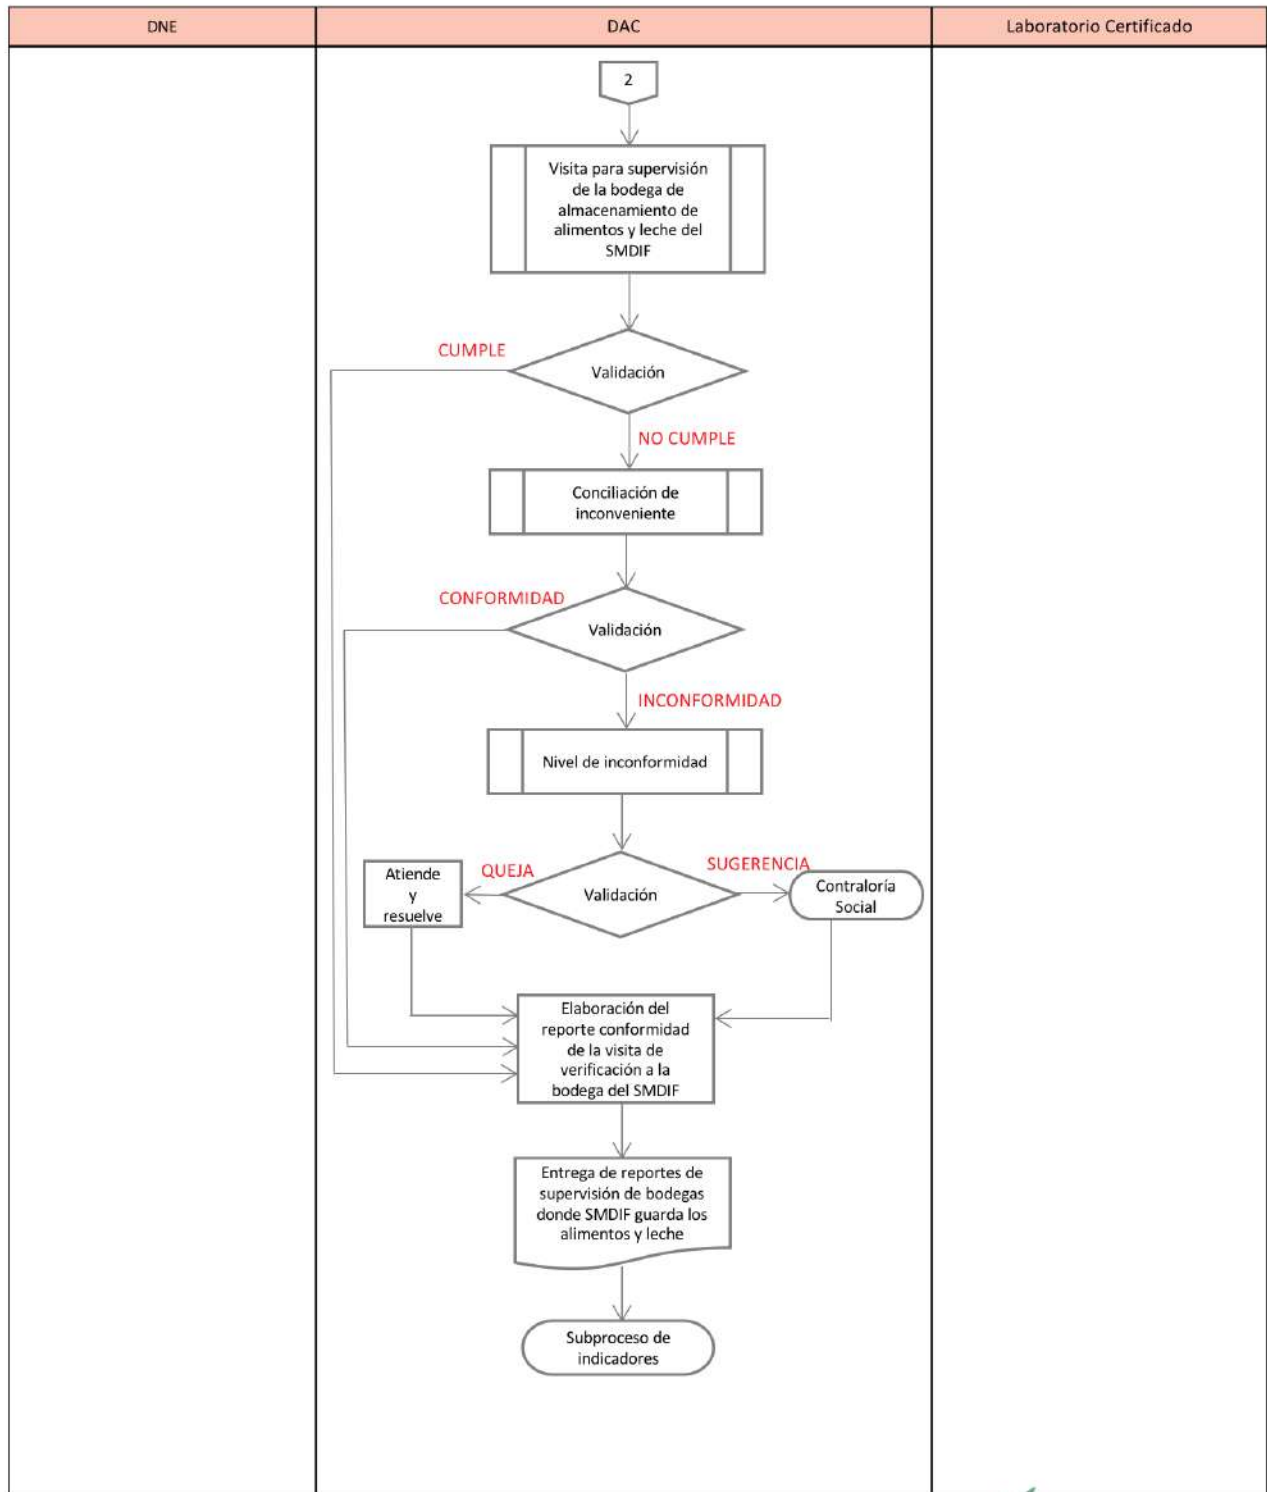 DNE
DAC
Laboratorio Certificado
2
Visita para supervisión
de la bodega de
almacenamiento de
alimentos y leche del
SMDIF
CUMPLE
Validación
NO CUMPLE
Conciliación de
inconveniente
CONFORMIDAD
Validación
INCONFORMIDAD
Nivel de inconformidad
QUEJA
SUGERENCIA
Atiende
y
resuelve
Validación
Contraloría
Social
Elaboración del
reporte conformidad
de la visita de
verificación a la
bodega del SMDIF
Entrega de reportes de
supervisión de bodegas
donde SMDIF guarda los
alimentos y leche
Subproceso de
indicadores